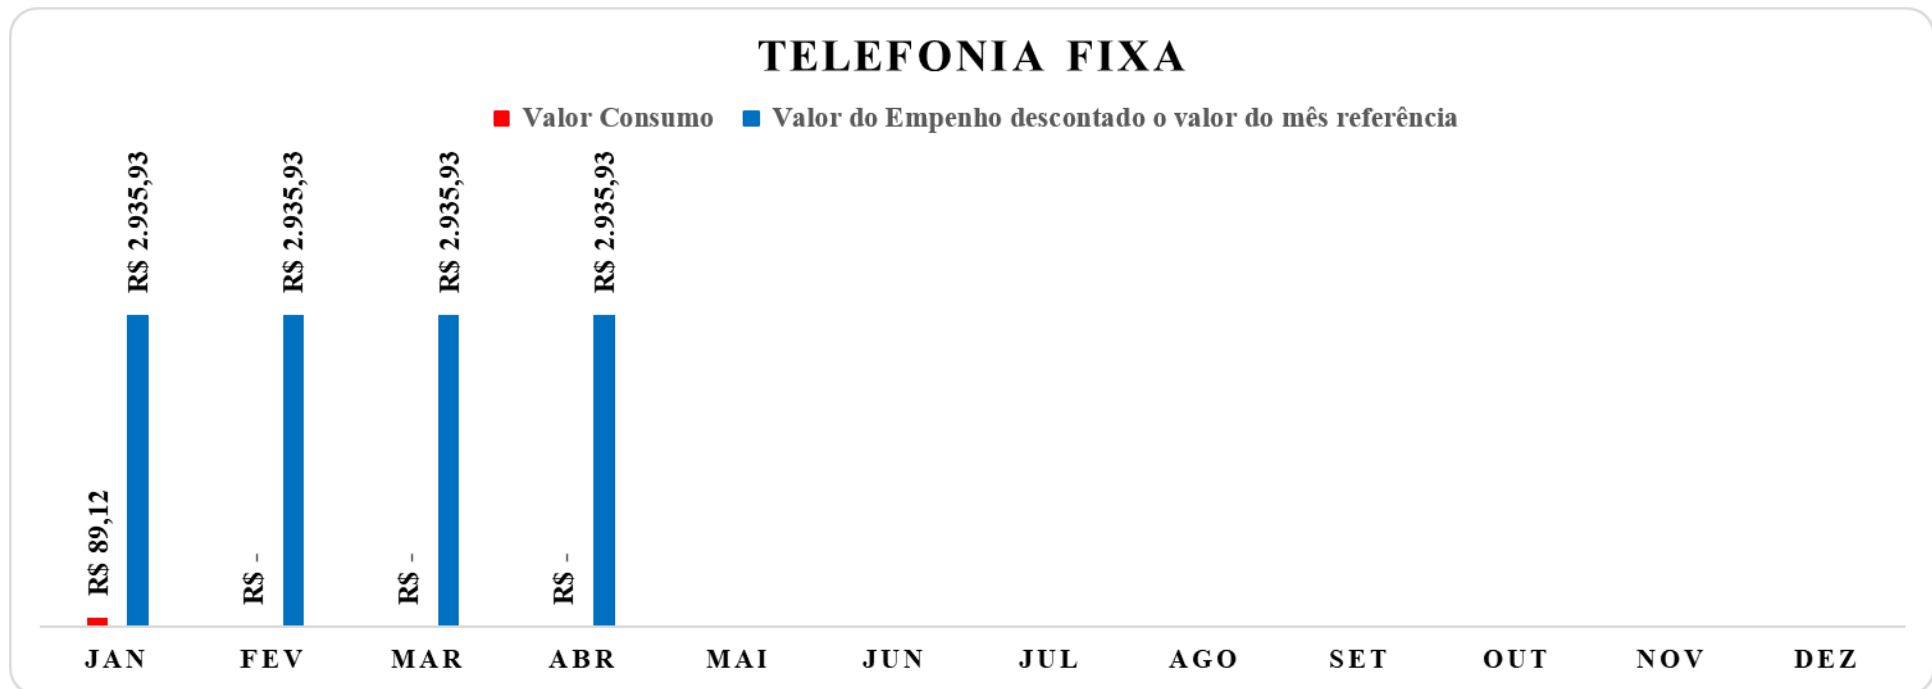 TELEFONIA FIXA
Valor Consumo Valor do Empenho descontado o valor do mês referência
R$ 89,12
R$ 2.935,93
R$ -
R$ 2.935,93
R$ -
R$ 2.935,93
R$ -
R$ 2.935,93
JAN FEV MAR ABR MAI JUN JUL AGO SET OUT NOV DEZ